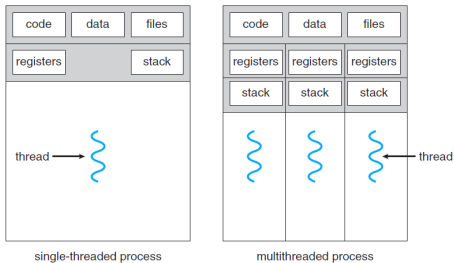 code data files
registers stack
thread
single-threaded process
code data files
registers registers registers
stack stack stack
thread
multithreaded process